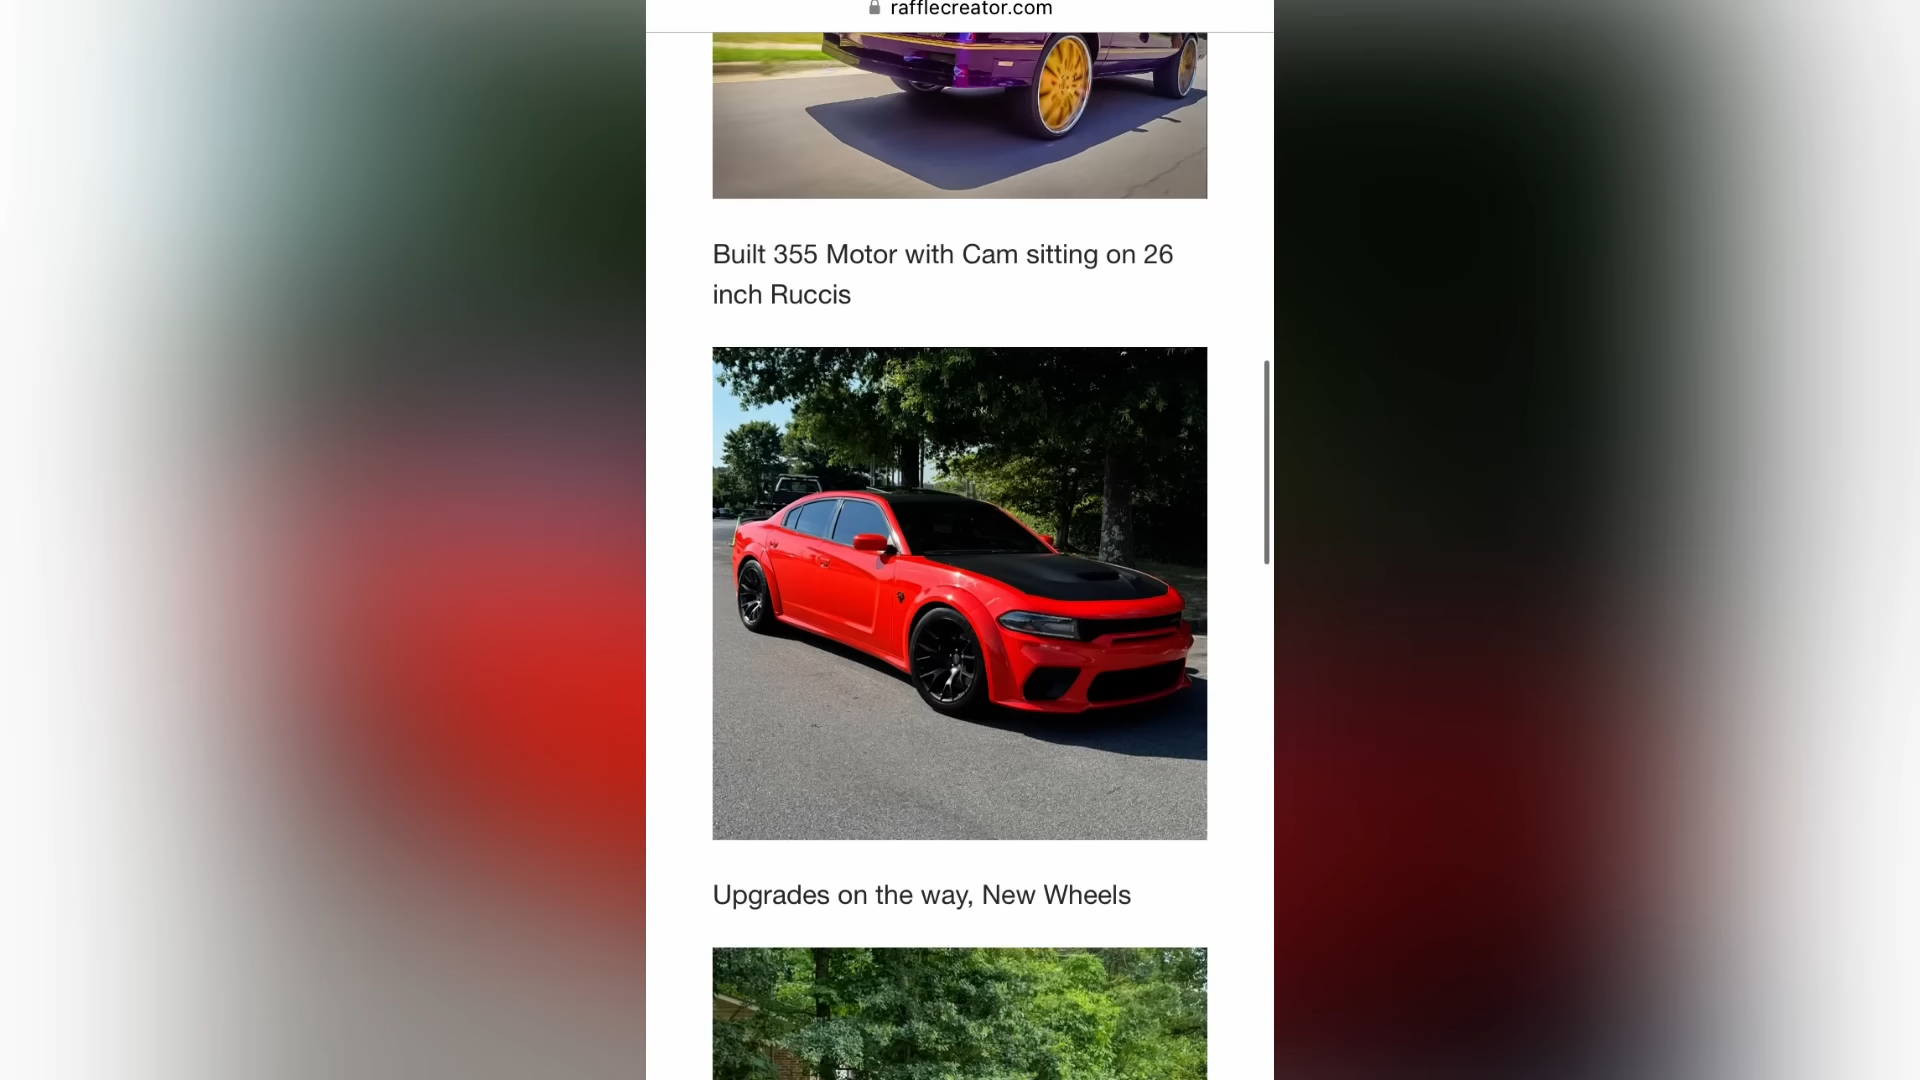 rafflecreator.com
Built 355 Motor with Cam sitting on 26
inch Ruccis
Upgrades on the way, New Wheels